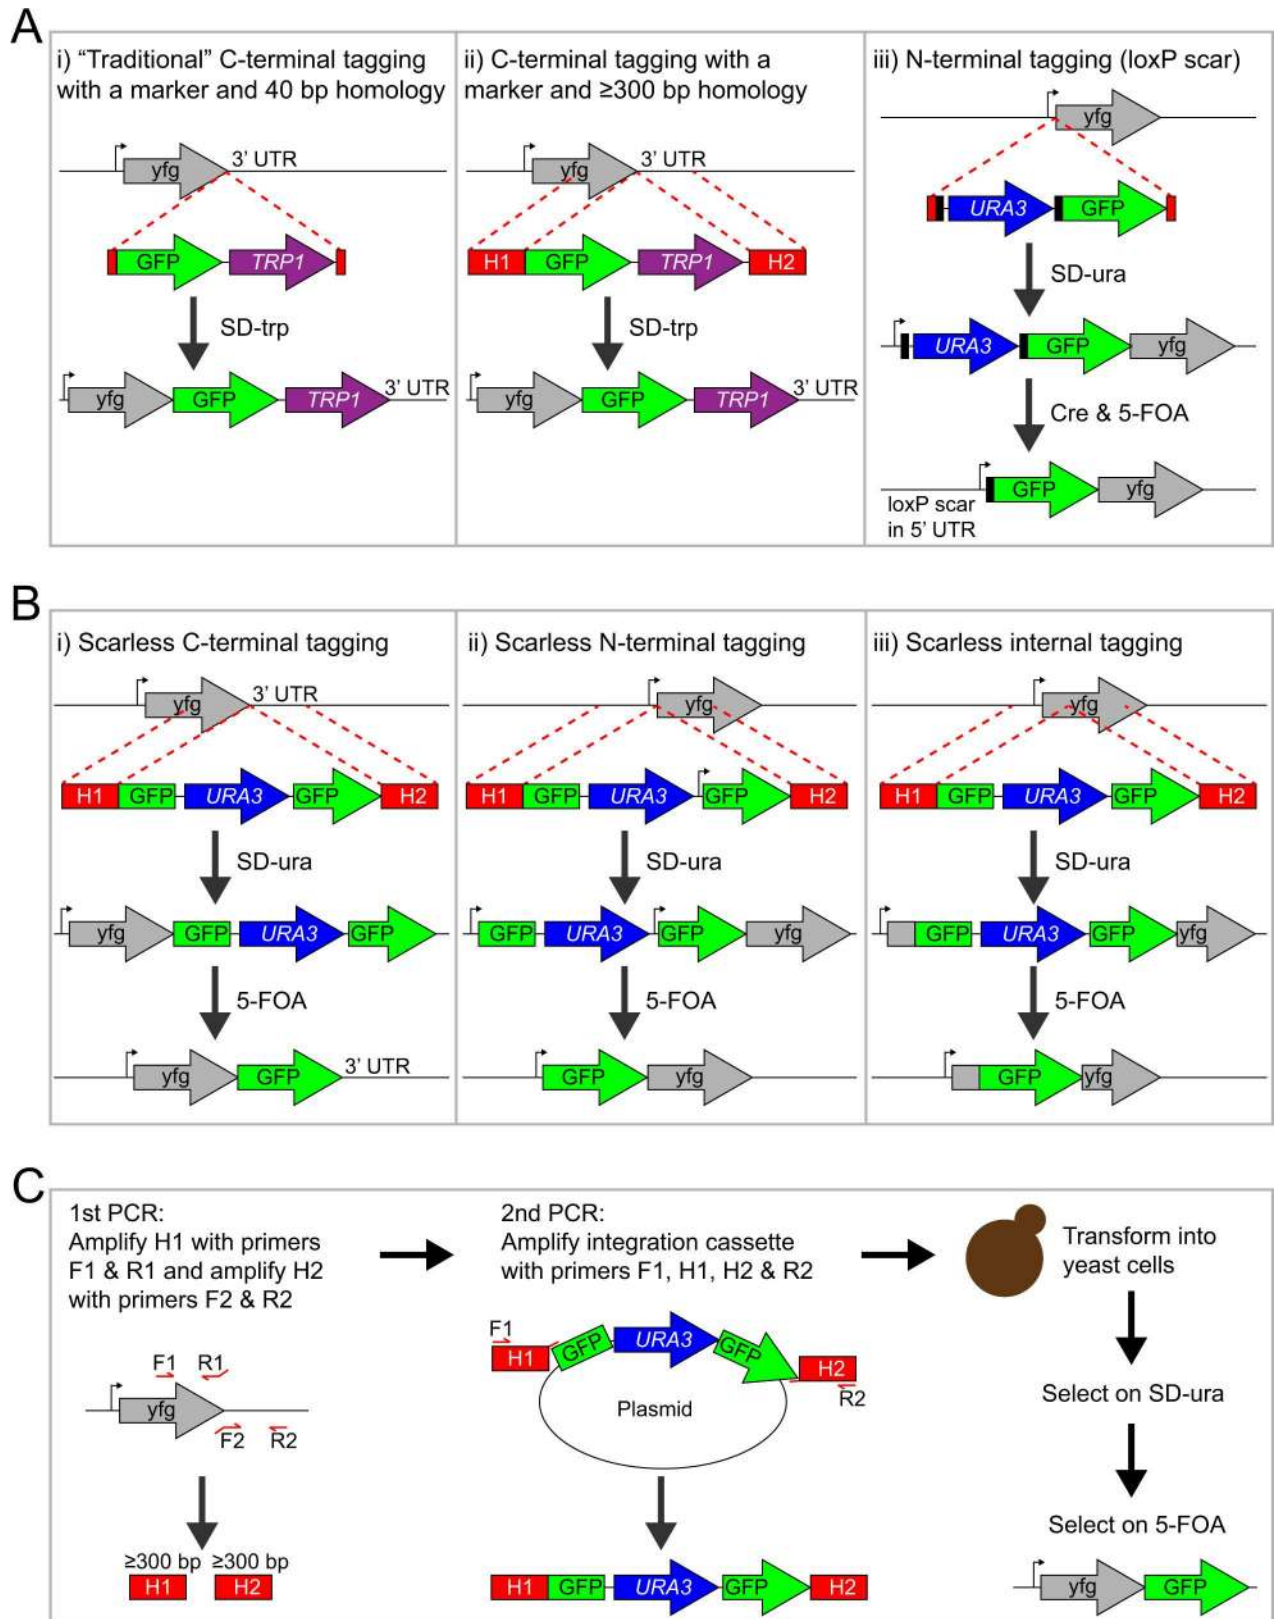 A
i) “Traditional” C-terminal tagging
with a marker and 40 bp homology
yfg
3’ UTR
GFP
TRP1
SD-trp
yfg
GFP
TRP1
3’ UTR
ii) C-terminal tagging with a
marker and ≥300 bp homology
yfg
3’ UTR
H1
GFP
TRP1
H2
SD-trp
yfg
GFP
TRP1
3’ UTR
iii) N-terminal tagging (loxP scar)
yfg
URA3
GFP
SD-ura
URA3
GFP
yfg
Cre & 5-FOA
GFP
yfg
loxP scar
in 5’ UTR
B
i) Scarless C-terminal tagging
yfg
3’ UTR
H1
GFP
URA3
GFP
H2
SD-ura
yfg
GFP
URA3
GFP
5-FOA
yfg
GFP
3’ UTR
ii) Scarless N-terminal tagging
yfg
H1
GFP
URA3
GFP
H2
SD-ura
GFP
URA3
GFP
yfg
5-FOA
GFP
yfg
iii) Scarless internal tagging
yfg
H1
GFP
URA3
GFP
H2
SD-ura
GFP
URA3
GFP
yfg
5-FOA
GFP
yfg
C
1st PCR:
Amplify H1 with primers
F1 & R1 and amplify H2
with primers F2 & R2
F1
R1
yfg
F2
R2
≥300 bp
≥300 bp
H1
H2
2nd PCR:
Amplify integration cassette
with primers F1, H1, H2 & R2
F1
H1
GFP
URA3
GFP
H2
R2
Plasmid
H1
GFP
URA3
GFP
H2
Transform into
yeast cells
Select on SD-ura
Select on 5-FOA
yfg
GFP